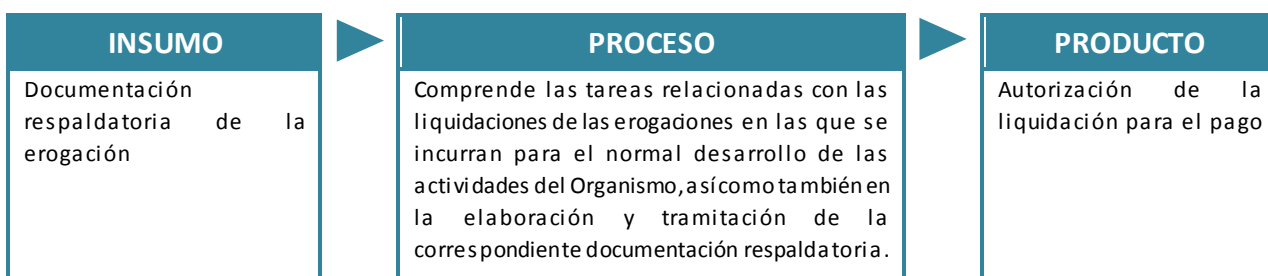 INSUMO
Documentación
respaldatoria de la
erogación
PROCESO
Comprende las tareas relacionadas con las
liquidaciones de las erogaciones en las que se
incurran para el normal desarrollo de las
actividades del Organismo, así como también en
la elaboración y tramitación de la
correspondiente documentación respaldatoria.
PRODUCTO
Autorización de la
liquidación para el pago